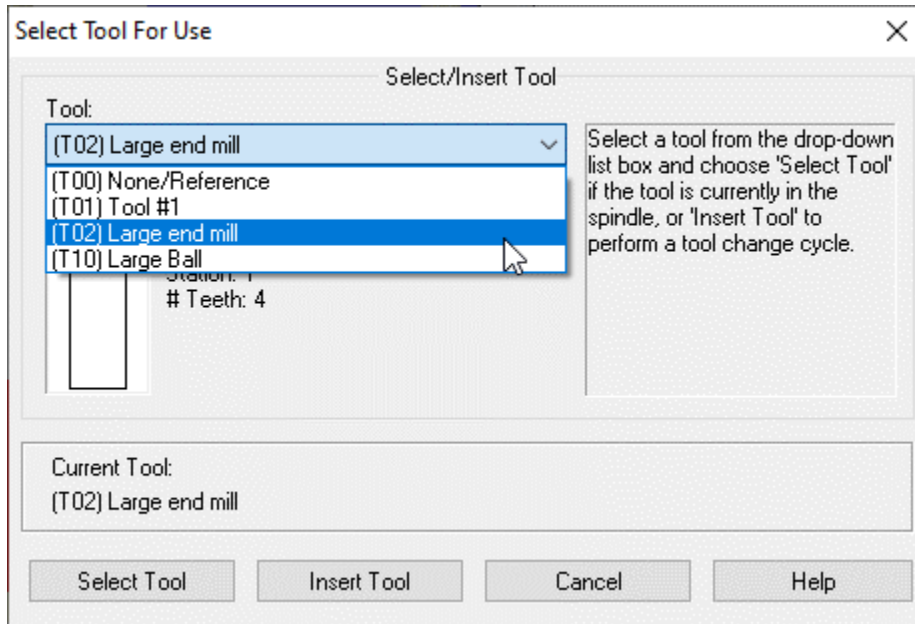 Select Tool For Use
Select/Insert Tool
Tool:
(T02) Large end mill
(T00) None/Reference
(T01) Tool #1
(T02) Large end mill
(T10) Large Ball
Station: 1
# Teeth: 4
Select a tool from the drop-down
list box and choose 'Select Tool'
if the tool is currently in the
spindle, or 'Insert Tool' to
perform a tool change cycle.
Current Tool:
(T02) Large end mill
Select Tool
Insert Tool
Cancel
Help